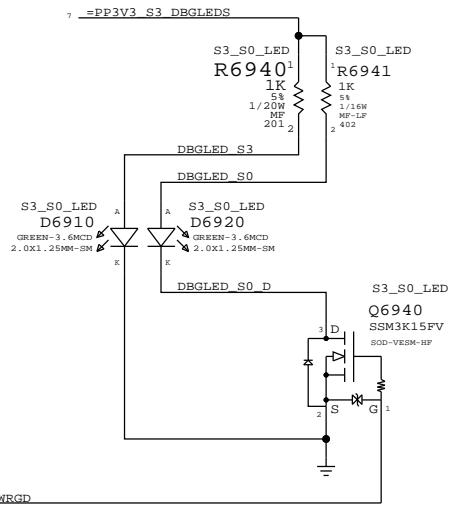 7 =PP3V3_S3_DBGLEDS
S3_S0_LED
R6940
1
1K
5%
1/20W
MF
201
2
S3_S0_LED
1
R6941
1K
5%
1/16W
MF-LF
402
2
DBGLED_S3
DBGLED_S0
S3_S0_LED
D6910
GREEN-3.6MCD
2.0X1.25MM-SM
A
K
S3_S0_LED
D6920
GREEN-3.6MCD
2.0X1.25MM-SM
A
K
DBGLED_S0_D
S3_S0_LED
Q6940
SSM3K15FV
SOD-VESM-HF
3 D
2 S
G 1
WRGD